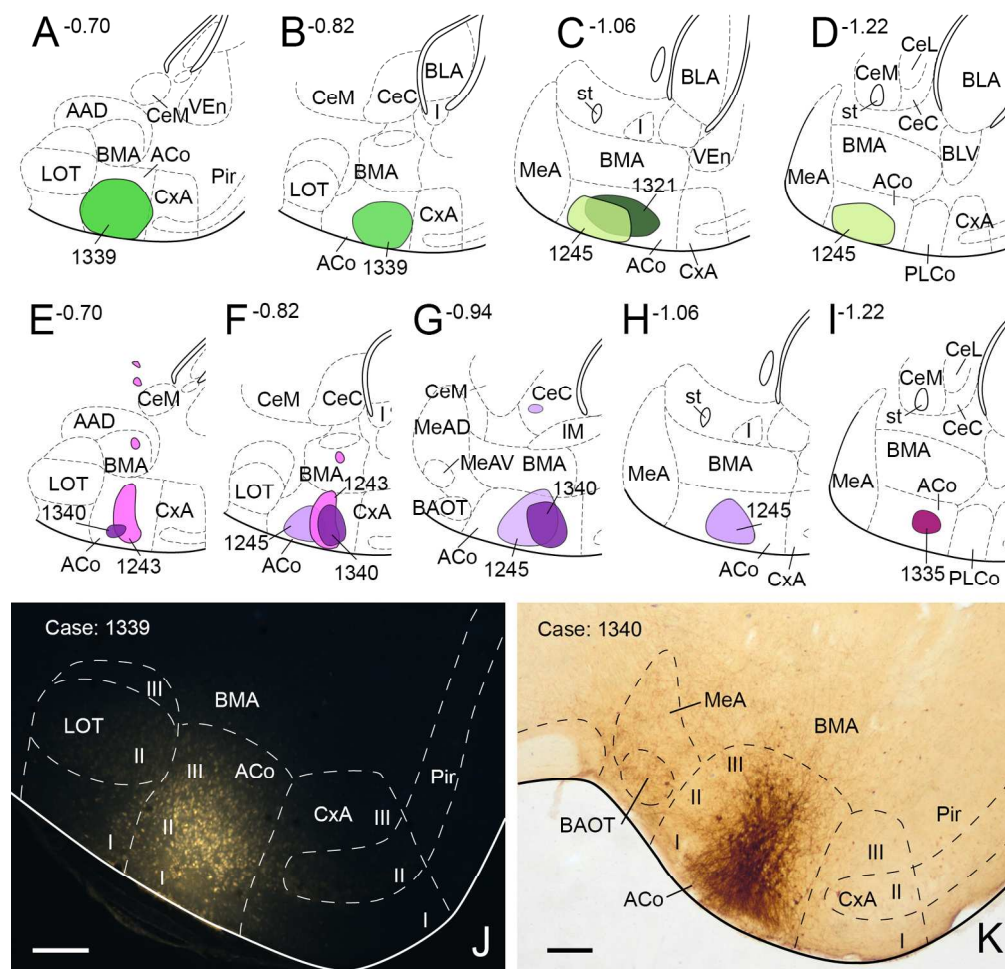 A -0.70
CeM
VEn
AAD
BMA
ACo
LOT
CxA
Pir
1339
B -0.82
BLA
CeM
CeC
I
BMA
LOT
CxA
ACo
1339
C -1.06
BLA
st
I
BMA
VEn
MeA
1321
1245
ACo
CxA
D -1.22
CeL
CeM
BLA
st
CeC
BMA
BLV
MeA
ACo
CxA
1245
PLCo
E -0.70
CeM
AAD
BMA
LOT
CxA
1340
ACo
1243
F -0.82
CeM
CeC
I
BMA
1243
LOT
CxA
1245
ACo
1340
G -0.94
CeM
CeC
MeAD
IM
MeAV
BMA
1340
BAOT
ACo
1245
H -1.06
st
I
BMA
MeA
1245
ACo
CxA
I -1.22
CeL
CeM
st
CeC
BMA
MeA
ACo
1335
PLCo
Case: 1339
III
BMA
LOT
II
III
ACo
Pir
CxA
III
II
II
I
I
I
J
Case: 1340
MeA
BMA
III
II
Pir
BAOT
I
III
ACo
CxA
II
I
K